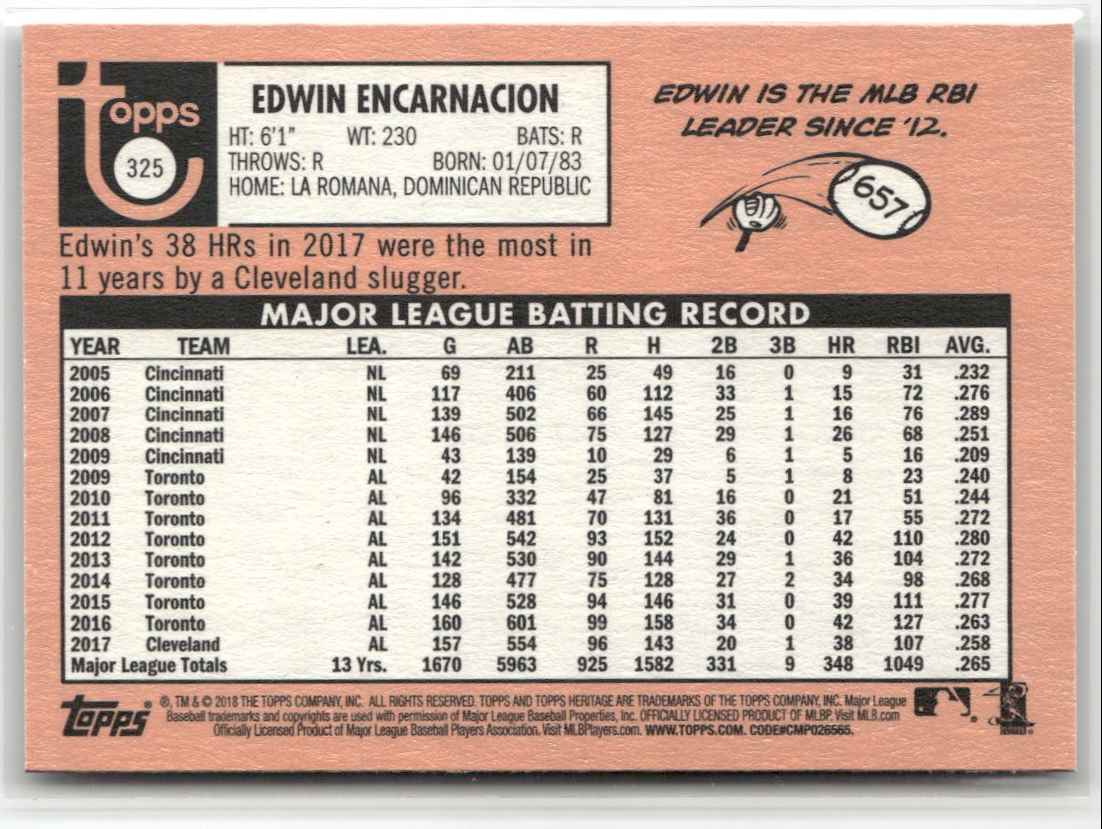 topps
325
EDWIN ENCARNACION
HT: 6'1" WT: 230 BATS: R
THROWS: R BORN: 01/07/83
HOME: LA ROMANA, DOMINICAN REPUBLIC
EDWIN IS THE MLB RBI
LEADER SINCE '12.
657
Edwin's 38 HRs in 2017 were the most in
11 years by a Cleveland slugger.
MAJOR LEAGUE BATTING RECORD
YEAR TEAM LEA. G AB R H 2B 3B HR RBI AVG.
2005 Cincinnati NL 69 211 25 49 16 0 9 31 .232
2006 Cincinnati NL 117 406 60 112 33 1 15 72 .276
2007 Cincinnati NL 139 502 66 145 25 1 16 76 .289
2008 Cincinnati NL 146 506 75 127 29 1 26 68 .251
2009 Cincinnati NL 43 139 10 29 6 1 5 16 .209
2009 Toronto AL 42 154 25 37 5 1 8 23 .240
2010 Toronto AL 96 332 47 81 16 0 21 51 .244
2011 Toronto AL 134 481 70 131 36 0 17 55 .272
2012 Toronto AL 151 542 93 152 24 0 42 110 .280
2013 Toronto AL 142 530 90 144 29 1 36 104 .272
2014 Toronto AL 128 477 75 128 27 2 34 98 .268
2015 Toronto AL 146 528 94 146 31 0 39 111 .277
2016 Toronto AL 160 601 99 158 34 0 42 127 .263
2017 Cleveland AL 157 554 96 143 20 1 38 107 .258
Major League Totals 13 Yrs. 1670 5963 925 1582 331 9 348 1049 .265
topps ®, TM & © 2018 THE TOPPS COMPANY, INC. ALL RIGHTS RESERVED. TOPPS AND TOPPS HERITAGE ARE TRADEMARKS OF THE TOPPS COMPANY, INC. Major League
Baseball trademarks and copyrights are used with permission of Major League Baseball Properties, Inc. OFFICIALLY LICENSED PRODUCT OF MLBP. Visit MLB.com
Officially Licensed Product of Major League Baseball Players Association. Visit MLBPlayers.com. WWW.TOPPS.COM. CODE#CMP026565.